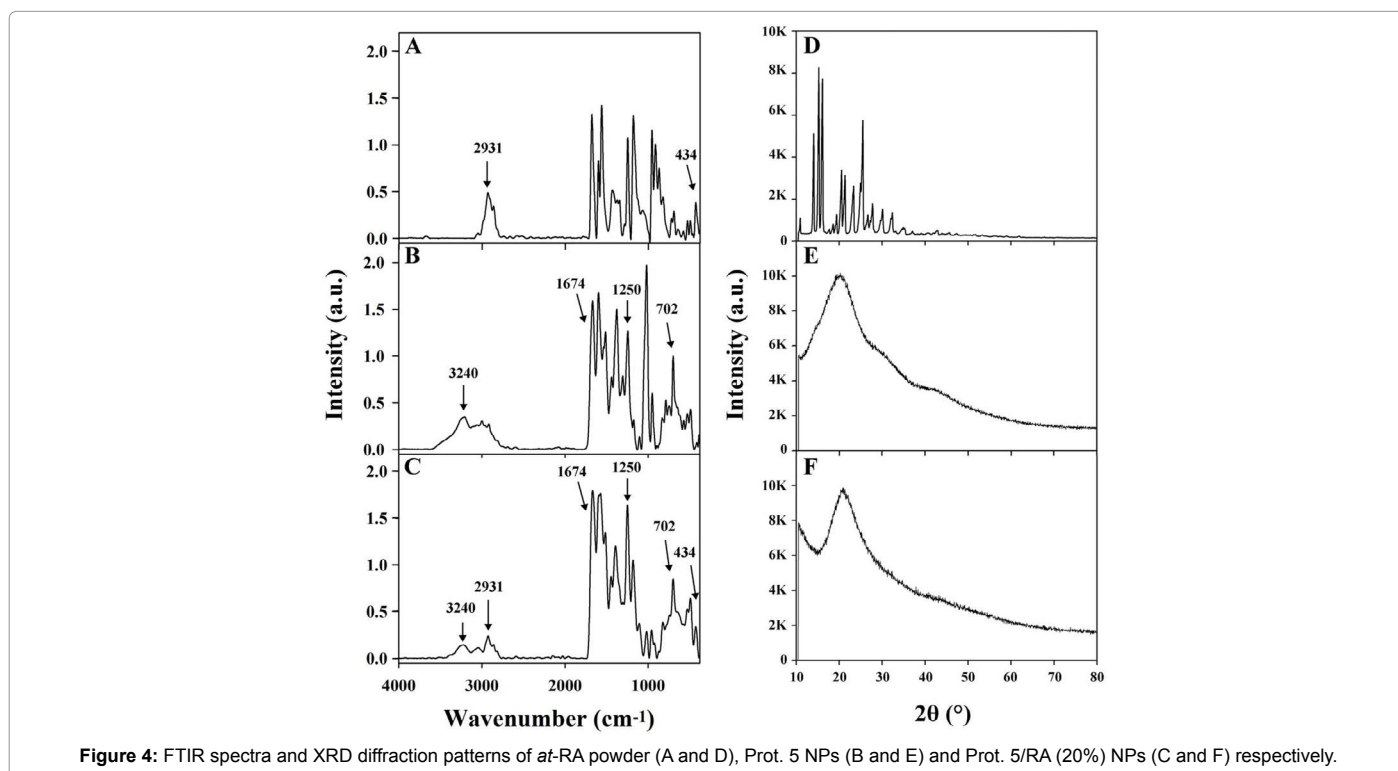 A
2.0
1.5
1.0
0.5
0.0
2931
434
B
2.0
1.5
1.0
0.5
0.0
3240
1674
1250
702
C
2.0
1.5
1.0
0.5
0.0
3240
2931
1674
1250
702
434
4000 3000 2000 1000
Intensity (a.u.)
Wavenumber (cm-1)
D
10K
8K
6K
4K
2K
0
E
10K
8K
6K
4K
2K
0
F
10K
8K
6K
4K
2K
0
10 20 30 40 50 60 70 80
Intensity (a.u.)
2θ (°)
Figure 4: FTIR spectra and XRD diffraction patterns of at-RA powder (A and D), Prot. 5 NPs (B and E) and Prot. 5/RA (20%) NPs (C and F) respectively.